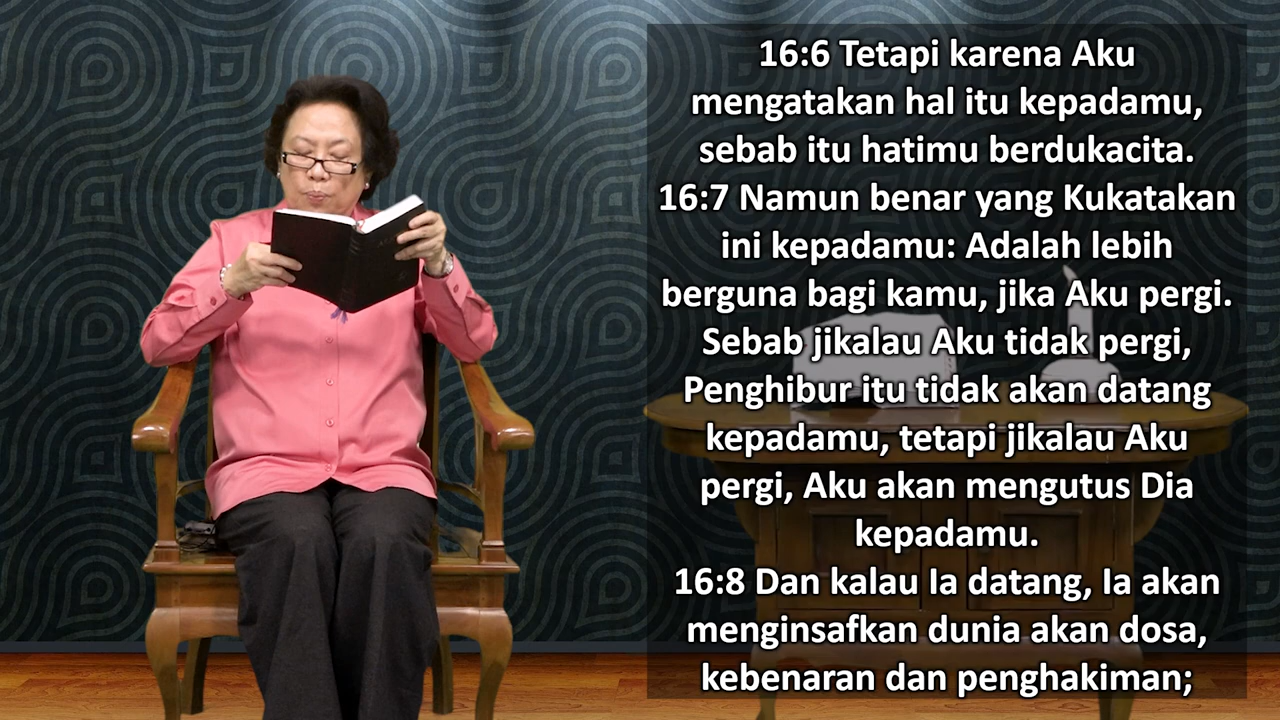 16:6 Tetapi karena Aku
mengatakan hal itu kepadamu,
sebab itu hatimu berdukacita.
16:7 Namun benar yang Kukatakan
ini kepadamu: Adalah lebih
berguna bagi kamu, jika Aku pergi.
Sebab jikalau Aku tidak pergi,
Penghibur itu tidak akan datang
kepadamu, tetapi jikalau Aku
pergi, Aku akan mengutus Dia
kepadamu.
16:8 Dan kalau Ia datang, Ia akan
menginsafkan dunia akan dosa,
kebenaran dan penghakiman;